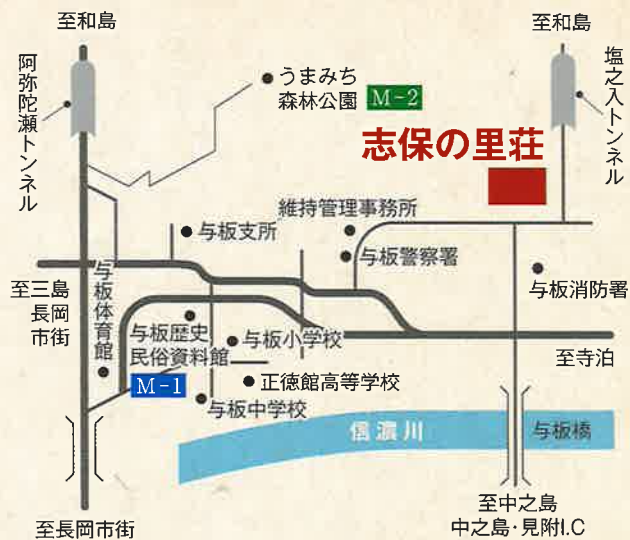 至和島
至和島
阿弥陀瀬トンネル
うまみち
森林公園
M-2
塩之入トンネル
志保の里荘
維持管理事務所
与板支所
与板警察署
与板消防署
至三島
長岡
市街
与板体育館
与板歴史
民俗資料館
与板小学校
至寺泊
M-1
正徳館高等学校
与板中学校
信濃川
与板橋
至中之島
中之島・見附I.C
至長岡市街